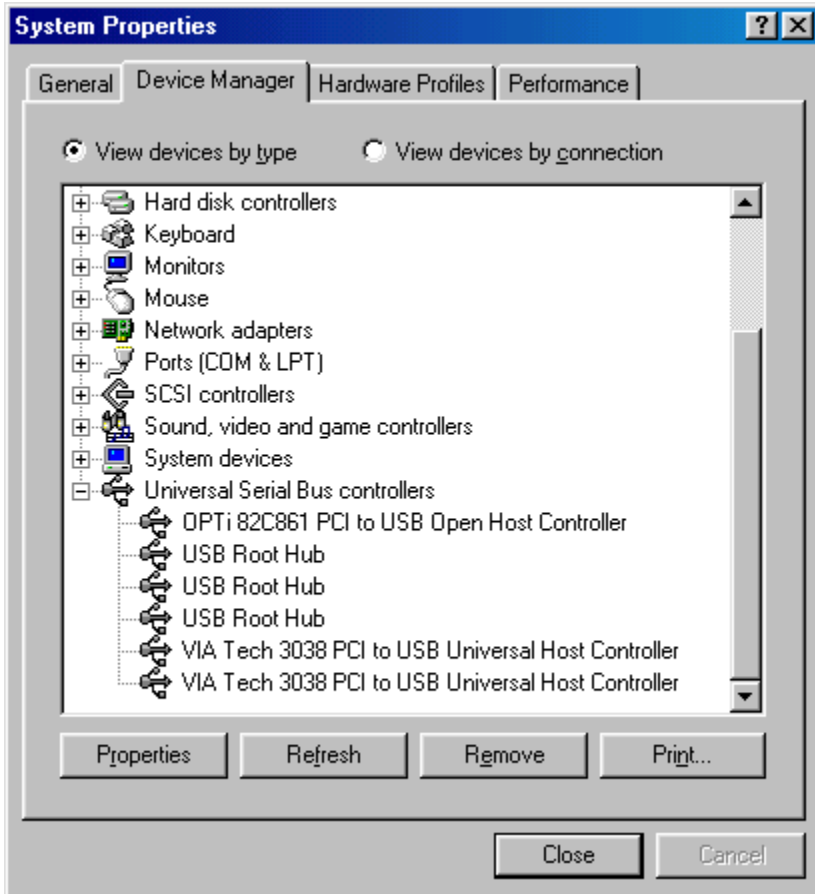 System Properties
General Device Manager Hardware Profiles Performance
View devices by type View devices by connection
Hard disk controllers
Keyboard
Monitors
Mouse
Network adapters
Ports (COM & LPT)
SCSI controllers
Sound, video and game controllers
System devices
Universal Serial Bus controllers
OPTi 82C861 PCI to USB Open Host Controller
USB Root Hub
USB Root Hub
USB Root Hub
VIA Tech 3038 PCI to USB Universal Host Controller
VIA Tech 3038 PCI to USB Universal Host Controller
Properties Refresh Remove Print...
Close Cancel